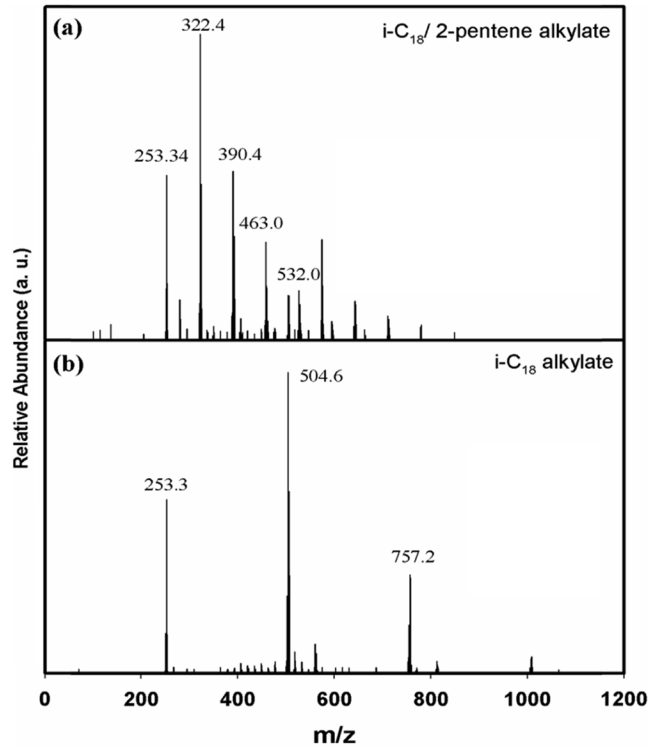 (a)
i-C18/ 2-pentene alkylate
322.4
253.34
390.4
463.0
532.0
Relative Abundance (a. u.)
(b)
i-C18 alkylate
504.6
253.3
757.2
0 200 400 600 800 1000 1200
m/z